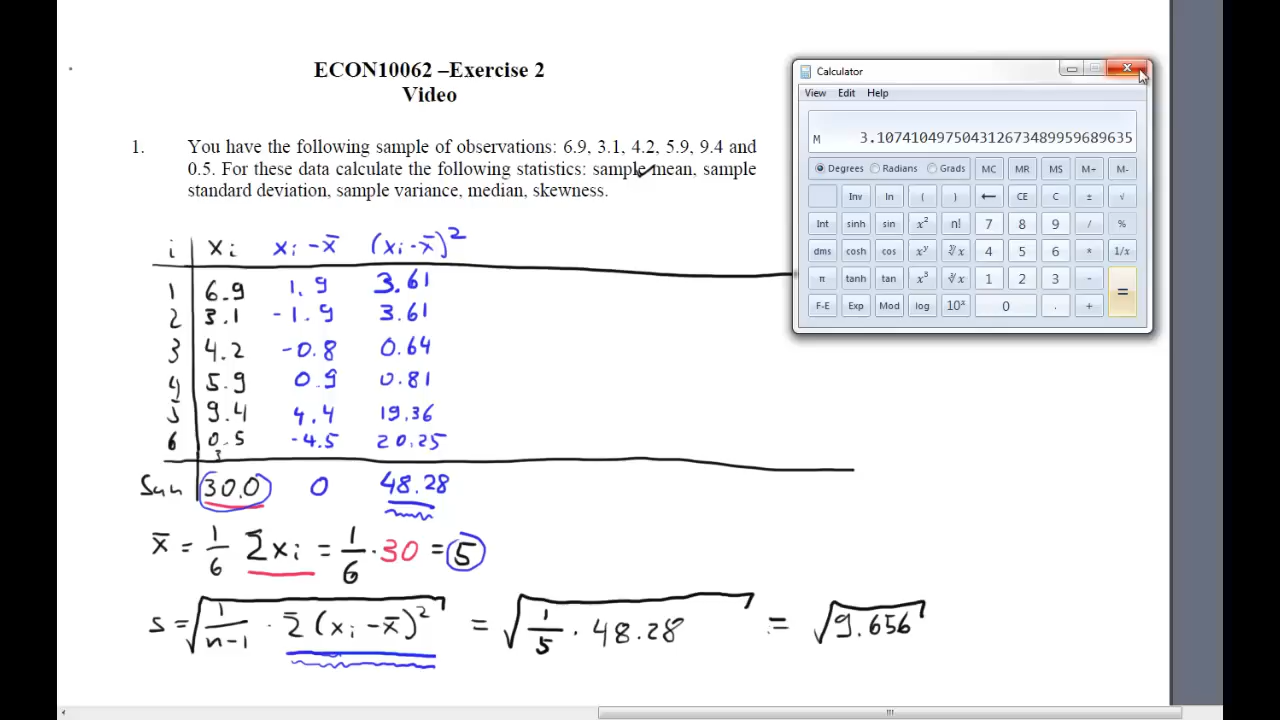 ECON10062 –Exercise 2
Video
1. You have the following sample of observations: 6.9, 3.1, 4.2, 5.9, 9.4 and
0.5. For these data calculate the following statistics: sample mean, sample
standard deviation, sample variance, median, skewness.
i xi xi -x̄ (xi -x̄)²
1 6.9 1.9 3.61
2 3.1 -1.9 3.61
3 4.2 -0.8 0.64
4 5.9 0.9 0.81
5 9.4 4.4 19.36
6 0.5 -4.5 20.25
3
Sum 30.0 0 48.28
x̄ = 1/6 Σxi = 1/6 · 30 = 5
s = √(1/(n-1) · Σ(xi -x̄)²) = √(1/5 · 48.28) = √9.656
Calculator
View Edit Help
M 3.1074104975043126734899596896​35
Degrees Radians Grads MC MR MS M+ M-
Inv ln ( ) ← CE C ± √
Int sinh sin x² n! 7 8 9 / %
dms cosh cos xʸ ʸ√x 4 5 6 * 1/x
π tanh tan x³ ³√x 1 2 3 - =
F-E Exp Mod log 10ˣ 0 . +